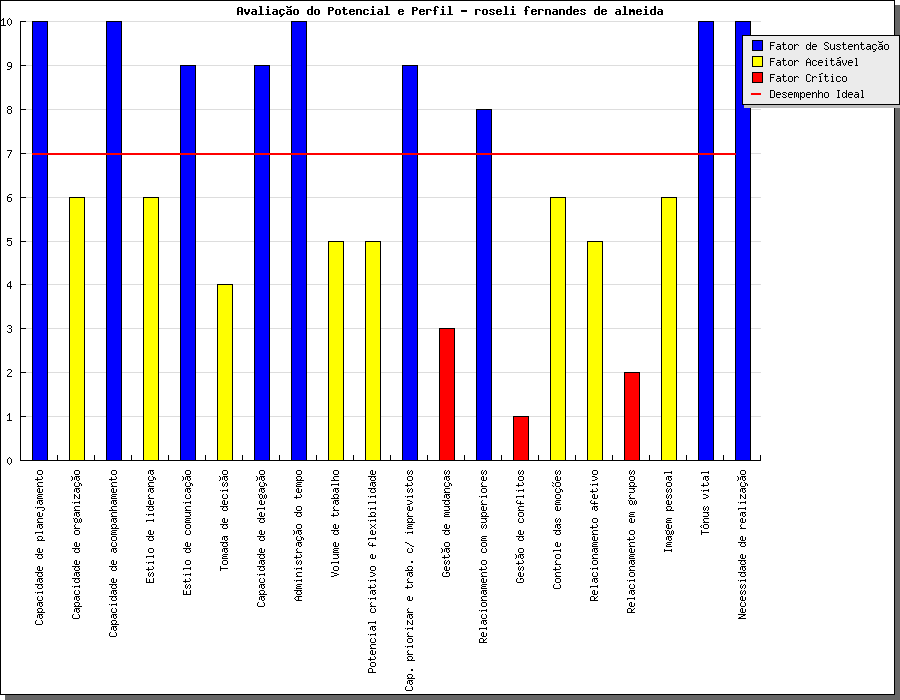 Avaliação do Potencial e Perfil - roseli fernandes de almeida
Fator de Sustentação
Fator Aceitável
Fator Crítico
Desempenho Ideal
10
9
8
7
6
5
4
3
2
1
0
Capacidade de planejamento
Capacidade de organização
Capacidade de acompanhamento
Estilo de liderança
Estilo de comunicação
Tomada de decisão
Capacidade de delegação
Administração do tempo
Volume de trabalho
Potencial criativo e flexibilidade
Cap. priorizar e trab. c/ imprevistos
Gestão de mudanças
Relacionamento com superiores
Gestão de conflitos
Controle das emoções
Relacionamento afetivo
Relacionamento em grupos
Imagem pessoal
Tônus vital
Necessidade de realização